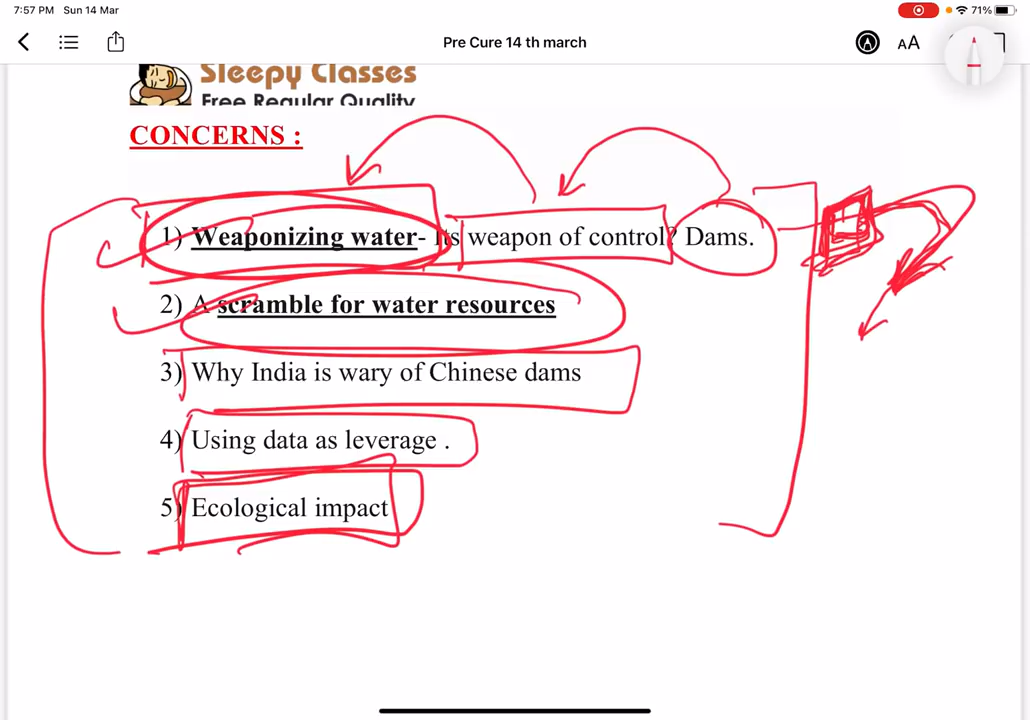 7:57 PM Sun 14 Mar
71%
AA
Pre Cure 14 th march
Sleepy Classes
Free Regular Quality
CONCERNS :
1) Weaponizing water- Its weapon of control? Dams.
2) A scramble for water resources
3) Why India is wary of Chinese dams
4) Using data as leverage .
5) Ecological impact